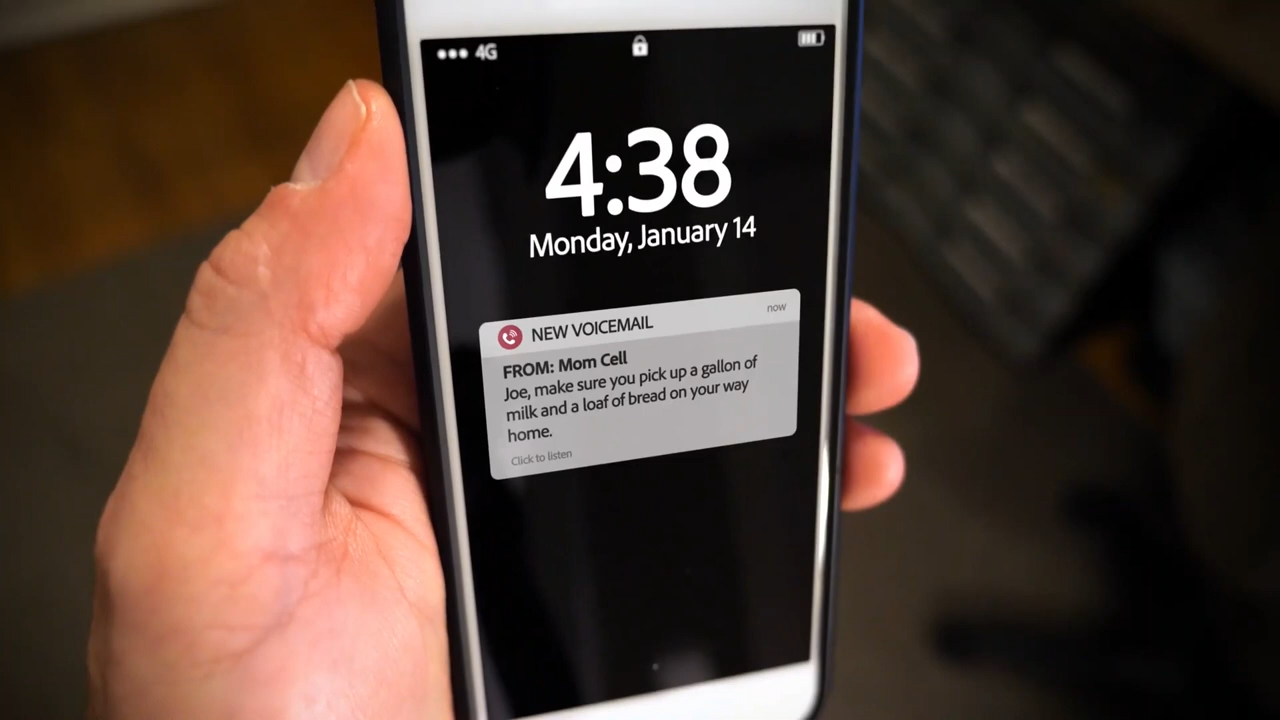 4G
4:38
Monday, January 14
NEW VOICEMAIL
now
FROM: Mom Cell
Joe, make sure you pick up a gallon of
milk and a loaf of bread on your way
home.
Click to listen